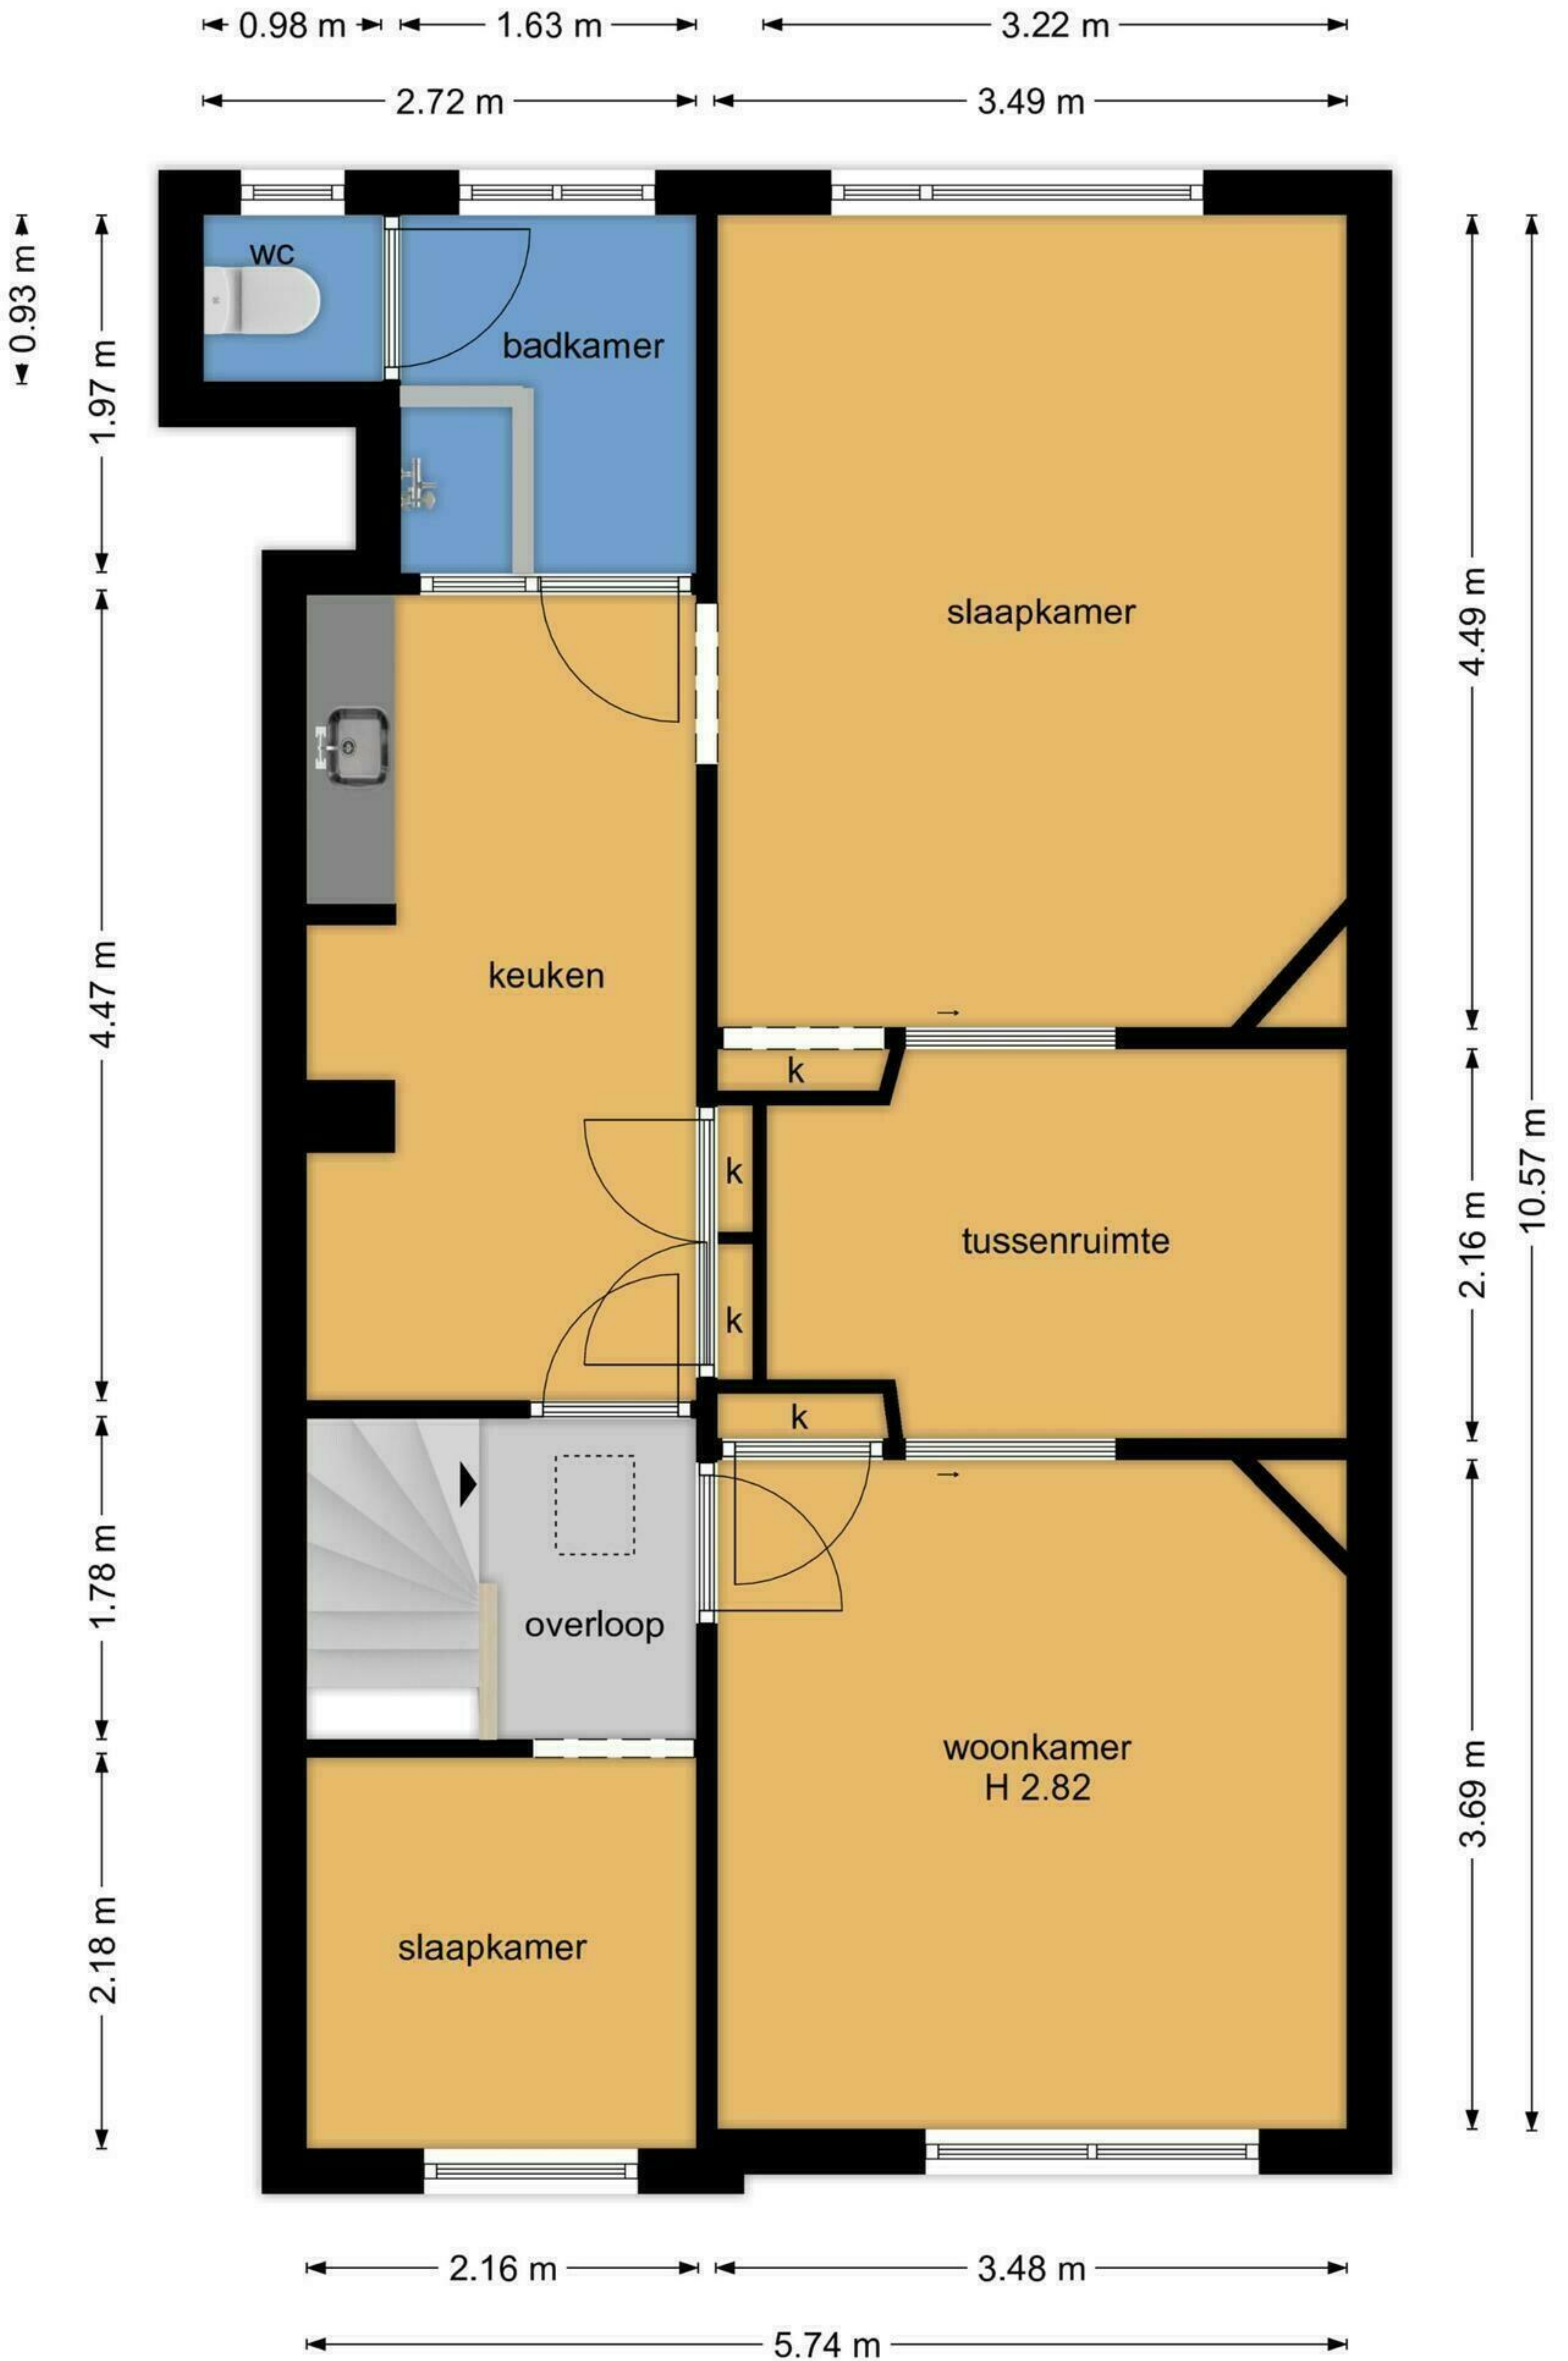 0.98 m
1.63 m
3.22 m
2.72 m
3.49 m
0.93 m
1.97 m
wc
badkamer
slaapkamer
4.49 m
10.57 m
4.47 m
keuken
k
k
tussenruimte
2.16 m
k
k
1.78 m
overloop
woonkamer
H 2.82
3.69 m
2.18 m
slaapkamer
2.16 m
3.48 m
5.74 m